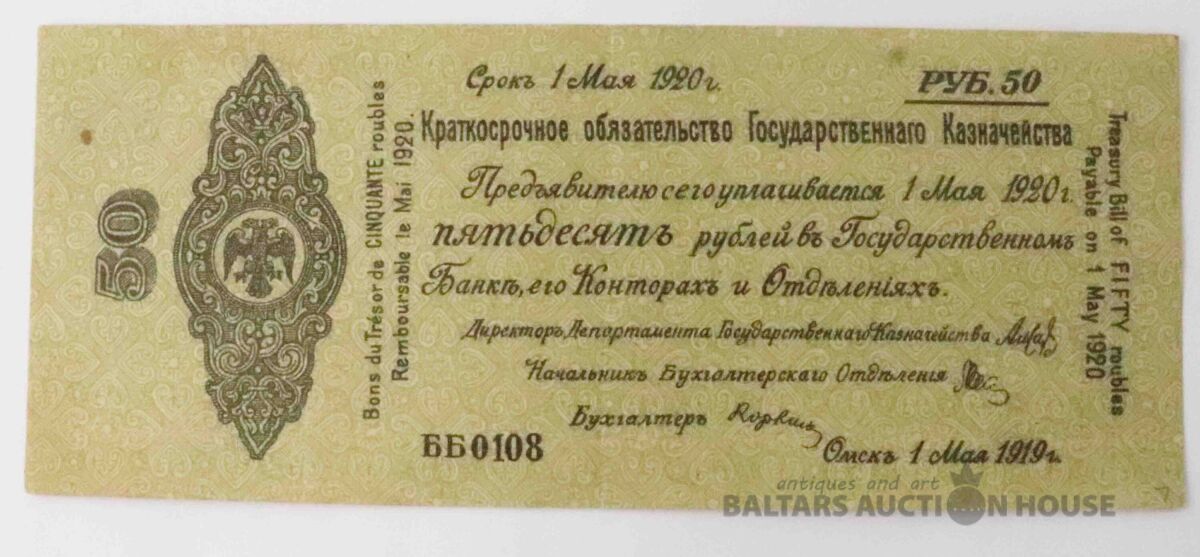 Срокъ 1 Мая 1920 г.
РУБ. 50
Краткосрочное обязательство Государственнаго Казначейства
Предъявителю сего уплачивается 1 Мая 1920 г.
пятьдесятъ рублей въ Государственномъ
Банкѣ, его Конторахъ и Отдѣленіяхъ.
Директоръ Департамента Государственнаго Казначейства
Начальникъ Бухгалтерскаго Отдѣленія
Бухгалтеръ
ББ0108
Омскъ 1 Мая 1919 г.
50
Bons du Trésor de CINQUANTE roubles
Remboursable le Mai 1920.
Treasury Bill of FIFTY roubles
Payable on 1 May 1920
antiques and art
BALTARS AUCTION HOUSE